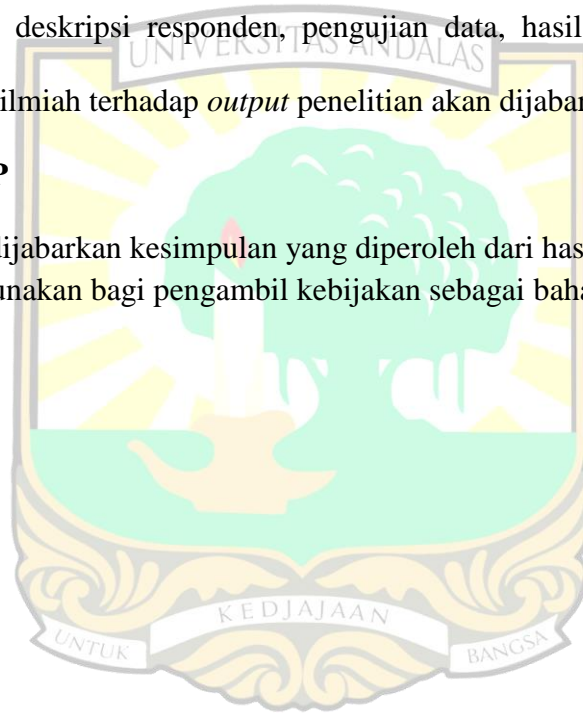 deskripsi responden, pengujian data, hasil
UNIVERSITAS ANDALAS
ilmiah terhadap output penelitian akan dijabar
P
dijabarkan kesimpulan yang diperoleh dari has
unakan bagi pengambil kebijakan sebagai baha
KEDJAJAAN
UNTUK BANGSA